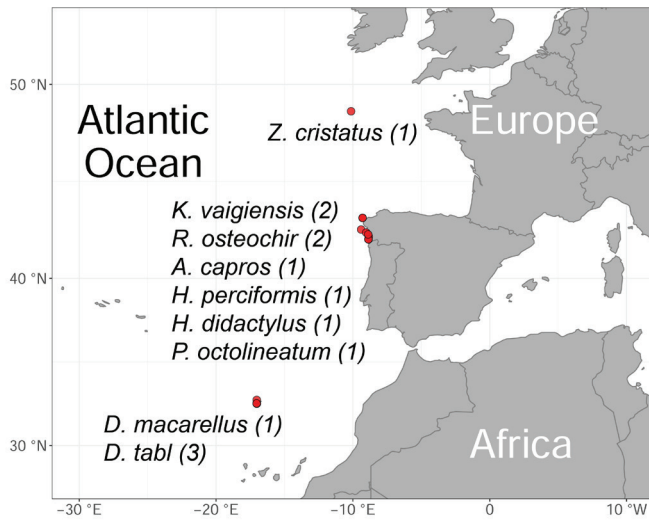 50 °N
Atlantic
Ocean
Europe
Z. cristatus (1)
K. vaigiensis (2)
R. osteochir (2)
A. capros (1)
40 °N
H. perciformis (1)
H. didactylus (1)
P. octolineatum (1)
D. macarellus (1)
D. tabl (3)
30 °N
Africa
−30 °E
−20 °E
−10 °E
0
10 °W